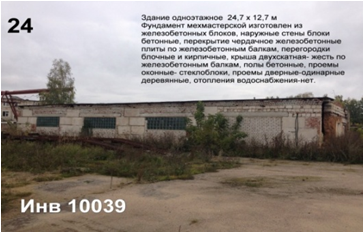 24
Здание одноэтажное 24,7 х 12,7 м
Фундамент мехмастерской изготовлен из
железобетонных блоков, наружные стены блоки
бетонные, перекрытие чердачное железобетонные
плиты по железобетонным балкам, перегородки
блочные и кирпичные, крыша двухскатная- жесть по
железобетонным балкам, полы бетонные, проемы
оконные- стеклоблоки, проемы дверные-одинарные
деревянные, отопления водоснабжения-нет.
Инв 10039